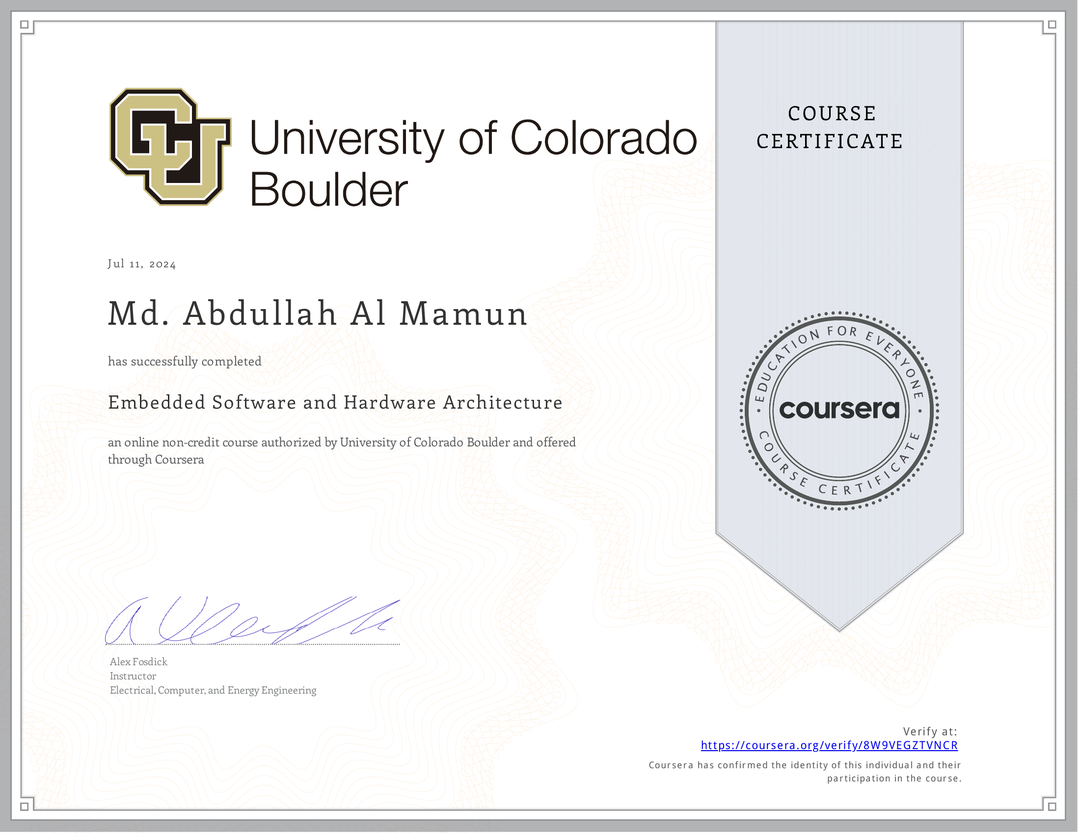 CU
University of Colorado
Boulder
COURSE
CERTIFICATE
Jul 11, 2024
Md. Abdullah Al Mamun
has successfully completed
Embedded Software and Hardware Architecture
an online non-credit course authorized by University of Colorado Boulder and offered
through Coursera
EDUCATION FOR EVERYONE
coursera
COURSE CERTIFICATE
Alex Fosdick
Instructor
Electrical, Computer, and Energy Engineering
Verify at:
https://coursera.org/verify/8W9VEGZTVNCR
Coursera has confirmed the identity of this individual and their
participation in the course.